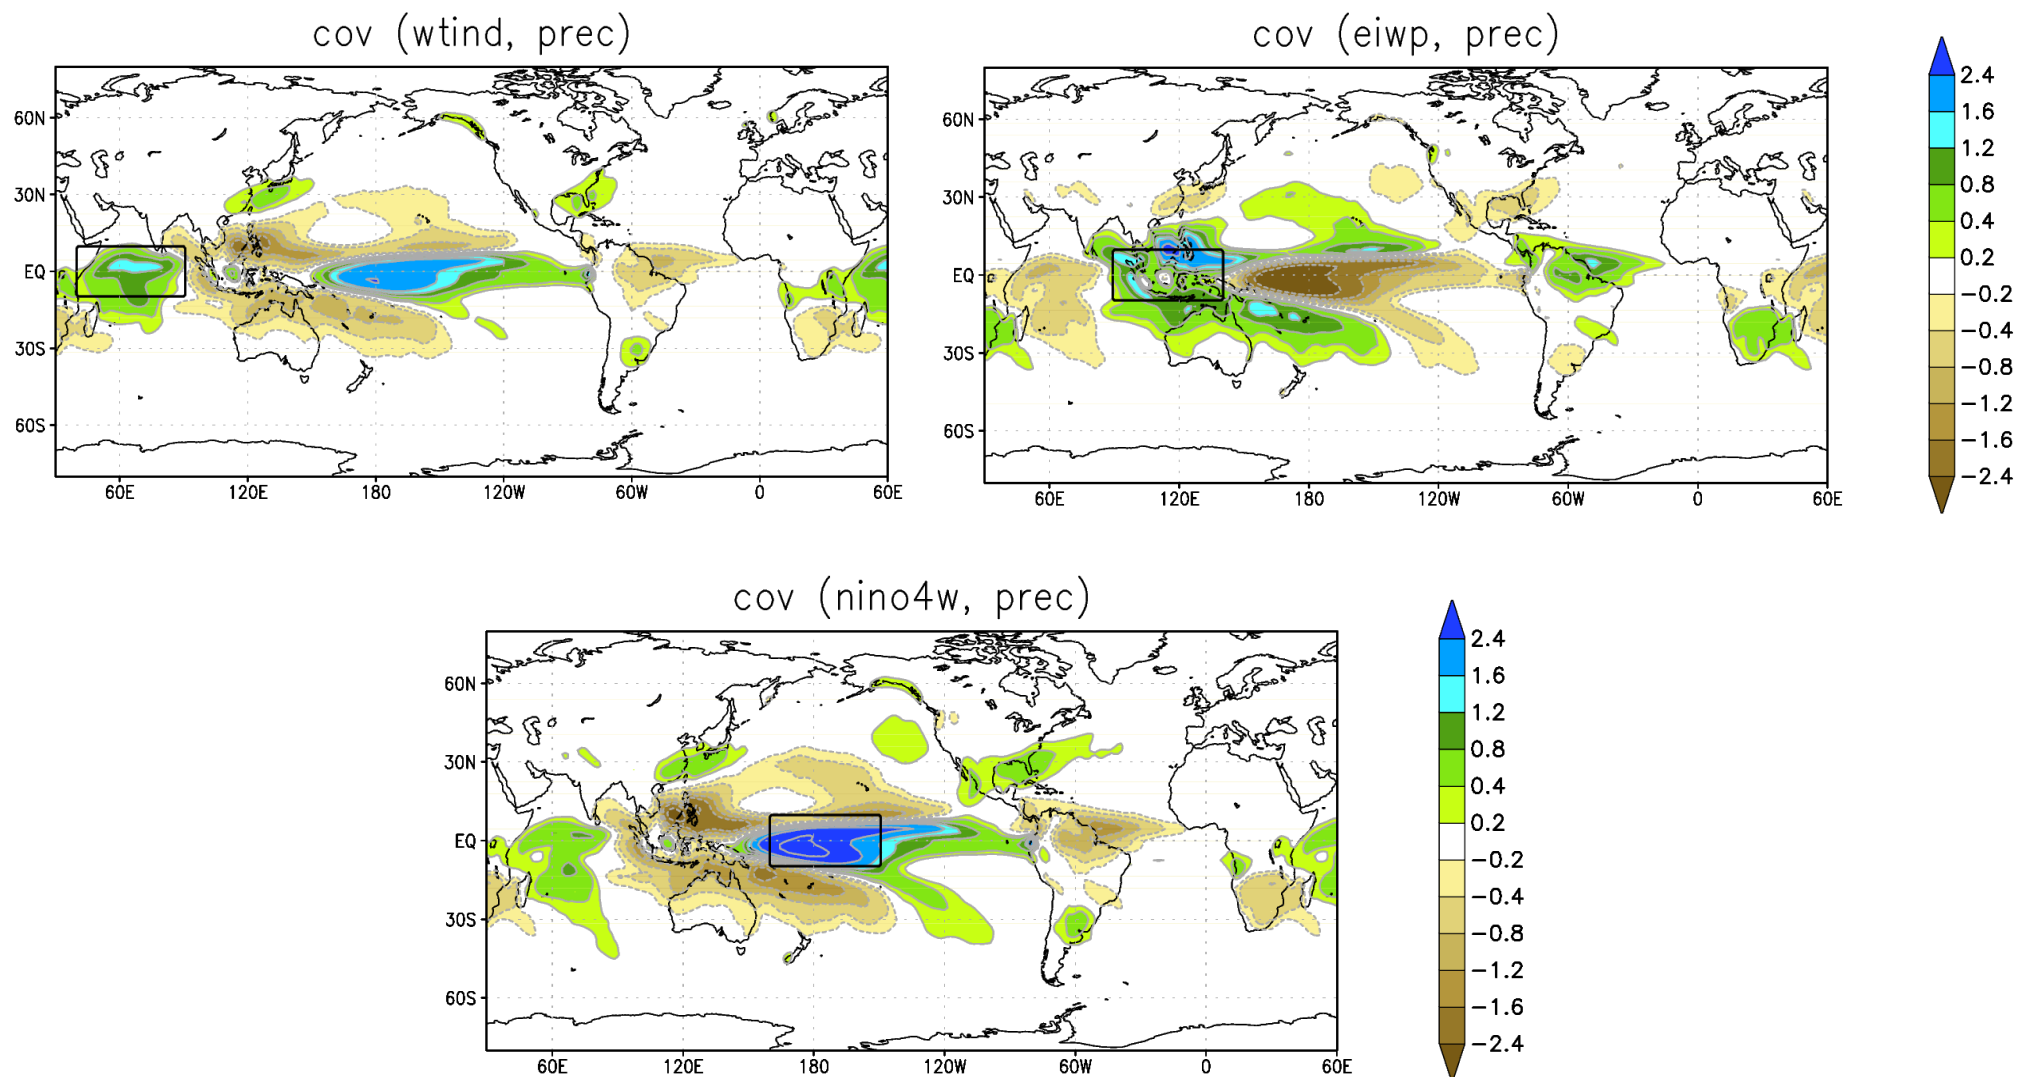 cov (wtind, prec)
60N
30N
EQ
30S
60S
60E 120E 180 120W 60W 0 60E
cov (eiwp, prec)
60N
30N
EQ
30S
60S
60E 120E 180 120W 60W 0 60E
2.4
1.6
1.2
0.8
0.4
0.2
−0.2
−0.4
−0.8
−1.2
−1.6
−2.4
cov (nino4w, prec)
60N
30N
EQ
30S
60S
60E 120E 180 120W 60W 0 60E
2.4
1.6
1.2
0.8
0.4
0.2
−0.2
−0.4
−0.8
−1.2
−1.6
−2.4